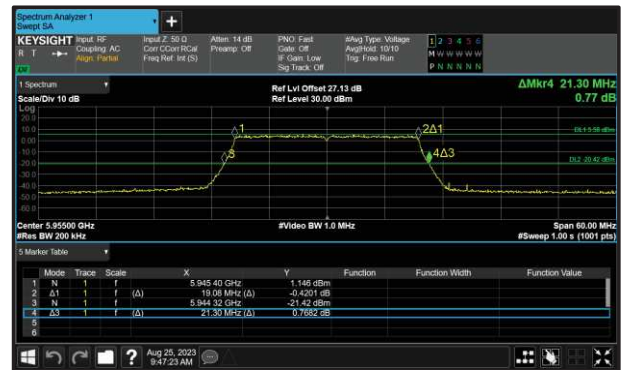 Spectrum Analyzer 1
Swept SA
+
KEYSIGHT Input: RF Input Z: 50 Ω Atten: 14 dB PNO: Fast #Avg Type: Voltage 1 2 3 4 5 6
R T Coupling: AC Corr CCorr RCal Preamp: Off Gate: Off Avg|Hold: 10/10 M W W W W W
Align: Partial Freq Ref: Int (S) IF Gain: Low Trig: Free Run
Sig Track: Off P N N N N N
1 Spectrum Ref Lvl Offset 27.13 dB ΔMkr4 21.30 MHz
Scale/Div 10 dB Ref Level 30.00 dBm 0.77 dB
Log
20.0
10.0
0.00
-10.0
-20.0
-30.0
-40.0
-50.0
-60.0
1
2Δ1
3
4Δ3
DL1 5.58 dBm
DL2 -20.42 dBm
Center 5.95500 GHz #Video BW 1.0 MHz Span 60.00 MHz
#Res BW 200 kHz #Sweep 1.00 s (1001 pts)
5 Marker Table
Mode Trace Scale X Y Function Function Width Function Value
1 N 1 f 5.945 40 GHz 1.146 dBm
2 Δ1 1 f (Δ) 19.08 MHz (Δ) -0.4201 dB
3 N 1 f 5.944 32 GHz -21.42 dBm
4 Δ3 1 f (Δ) 21.30 MHz (Δ) 0.7682 dB
5
6
? Aug 25, 2023
9:47:23 AM